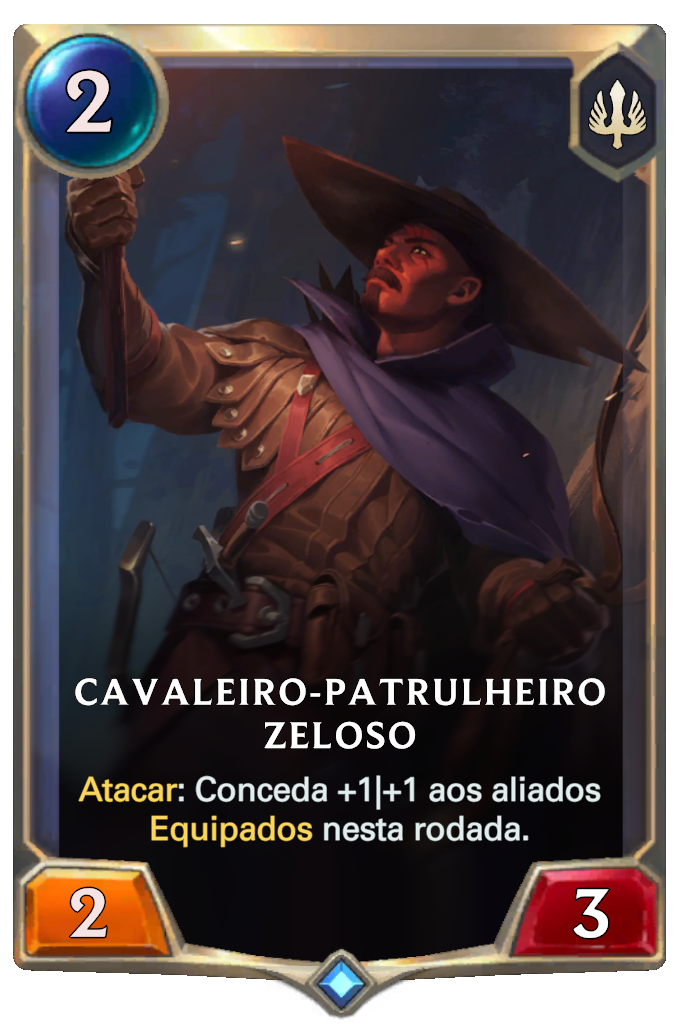 2
CAVALEIRO-PATRULHEIRO
ZELOSO
Atacar: Conceda +1|+1 aos aliados
Equipados nesta rodada.
2
3